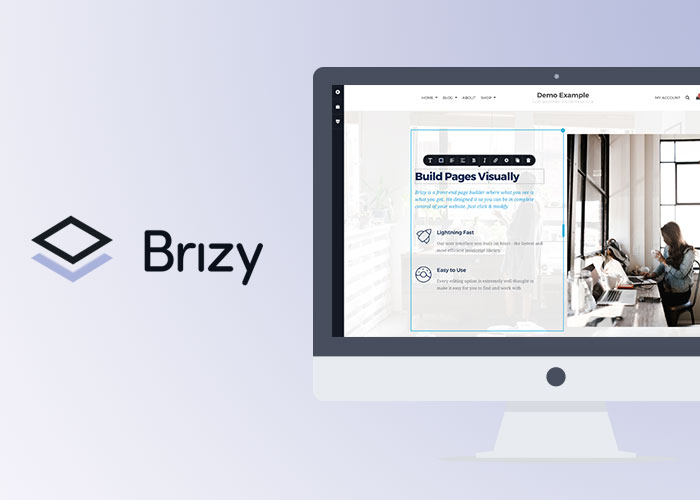 Brizy
Demo Example
HOME BLOG ABOUT SHOP
MY ACCOUNT
Build Pages Visually
Brizy is a front-end page builder where what you see is
what you get. It's designed it so you can be in complete
control of your website. Just click & modify.
Lightning Fast
Our open interface was built on React - the fastest and
most efficient JavaScript library.
Easy to Use
Every editing option is extremely well thought to
make it easy for you to find and work with.